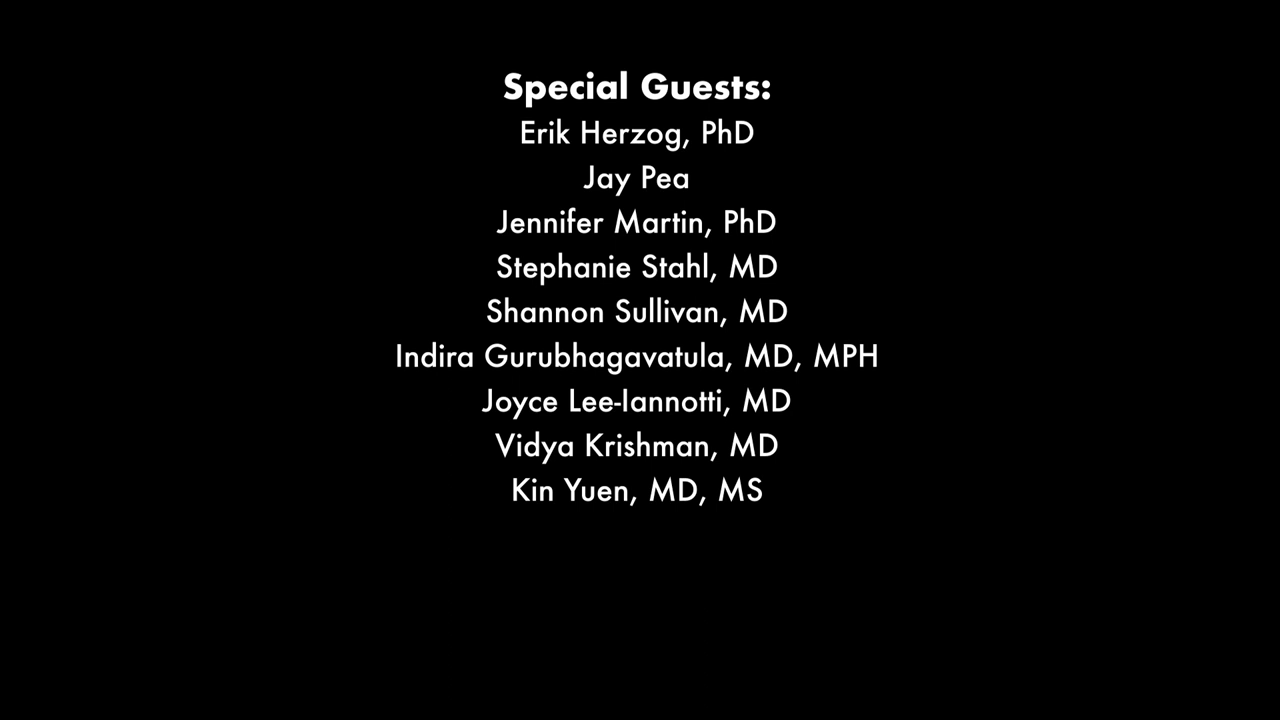 Special Guests:
Erik Herzog, PhD
Jay Pea
Jennifer Martin, PhD
Stephanie Stahl, MD
Shannon Sullivan, MD
Indira Gurubhagavatula, MD, MPH
Joyce Lee-Iannotti, MD
Vidya Krishman, MD
Kin Yuen, MD, MS